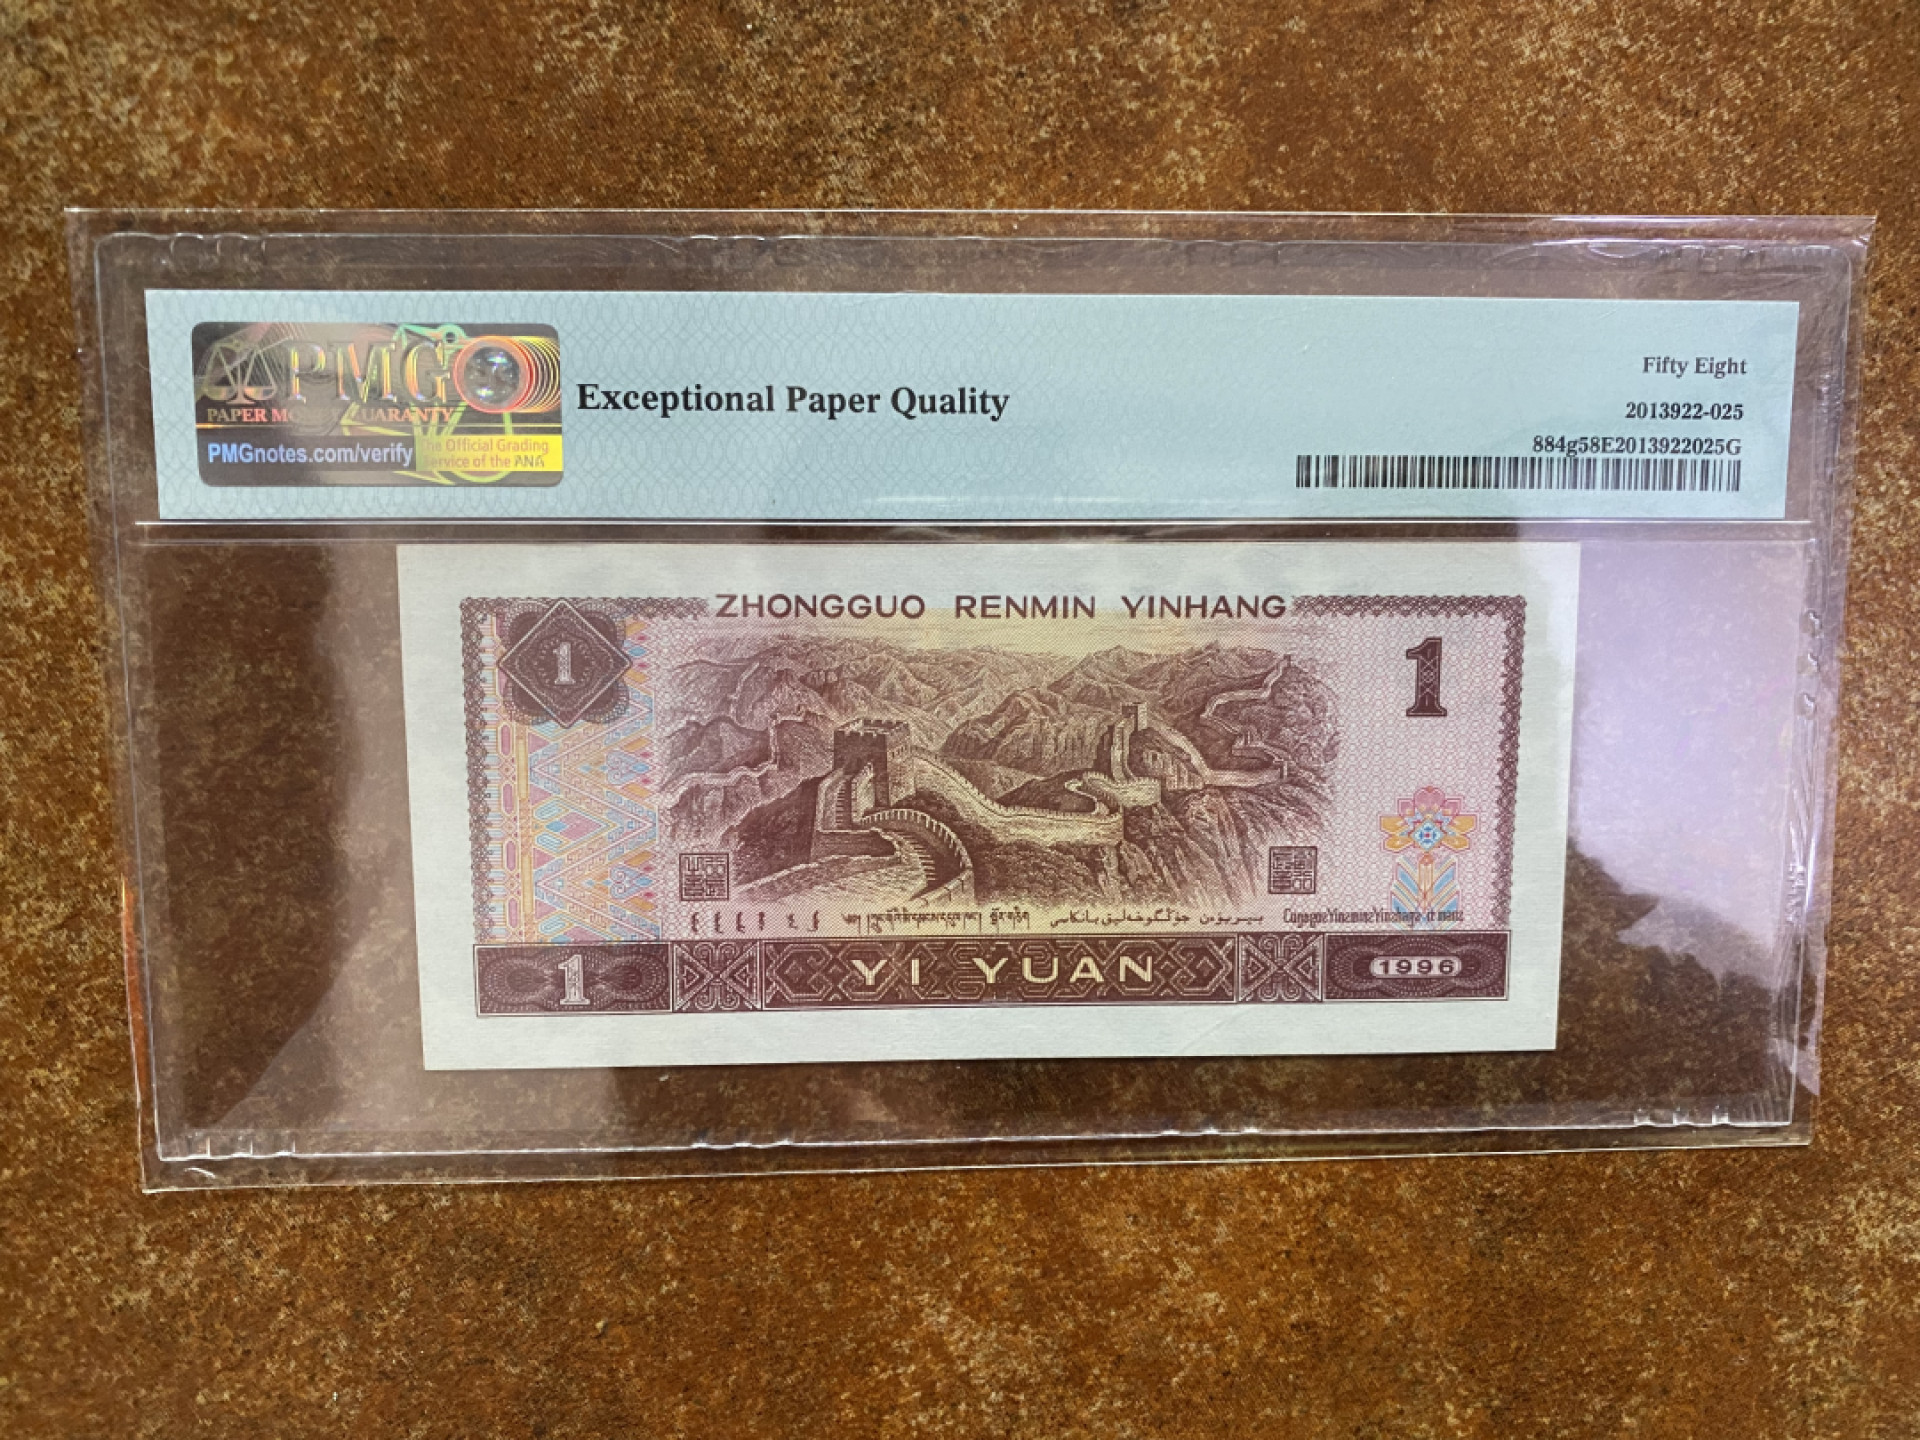 PMG
PAPER MONEY GUARANTY
PMGnotes.com/verify
The Official Grading
Service of the ANA
Exceptional Paper Quality
Fifty Eight
2013922-025
884g58E2013922025G
ZHONGGUO RENMIN YINHANG
1
1
1
YI YUAN
1996